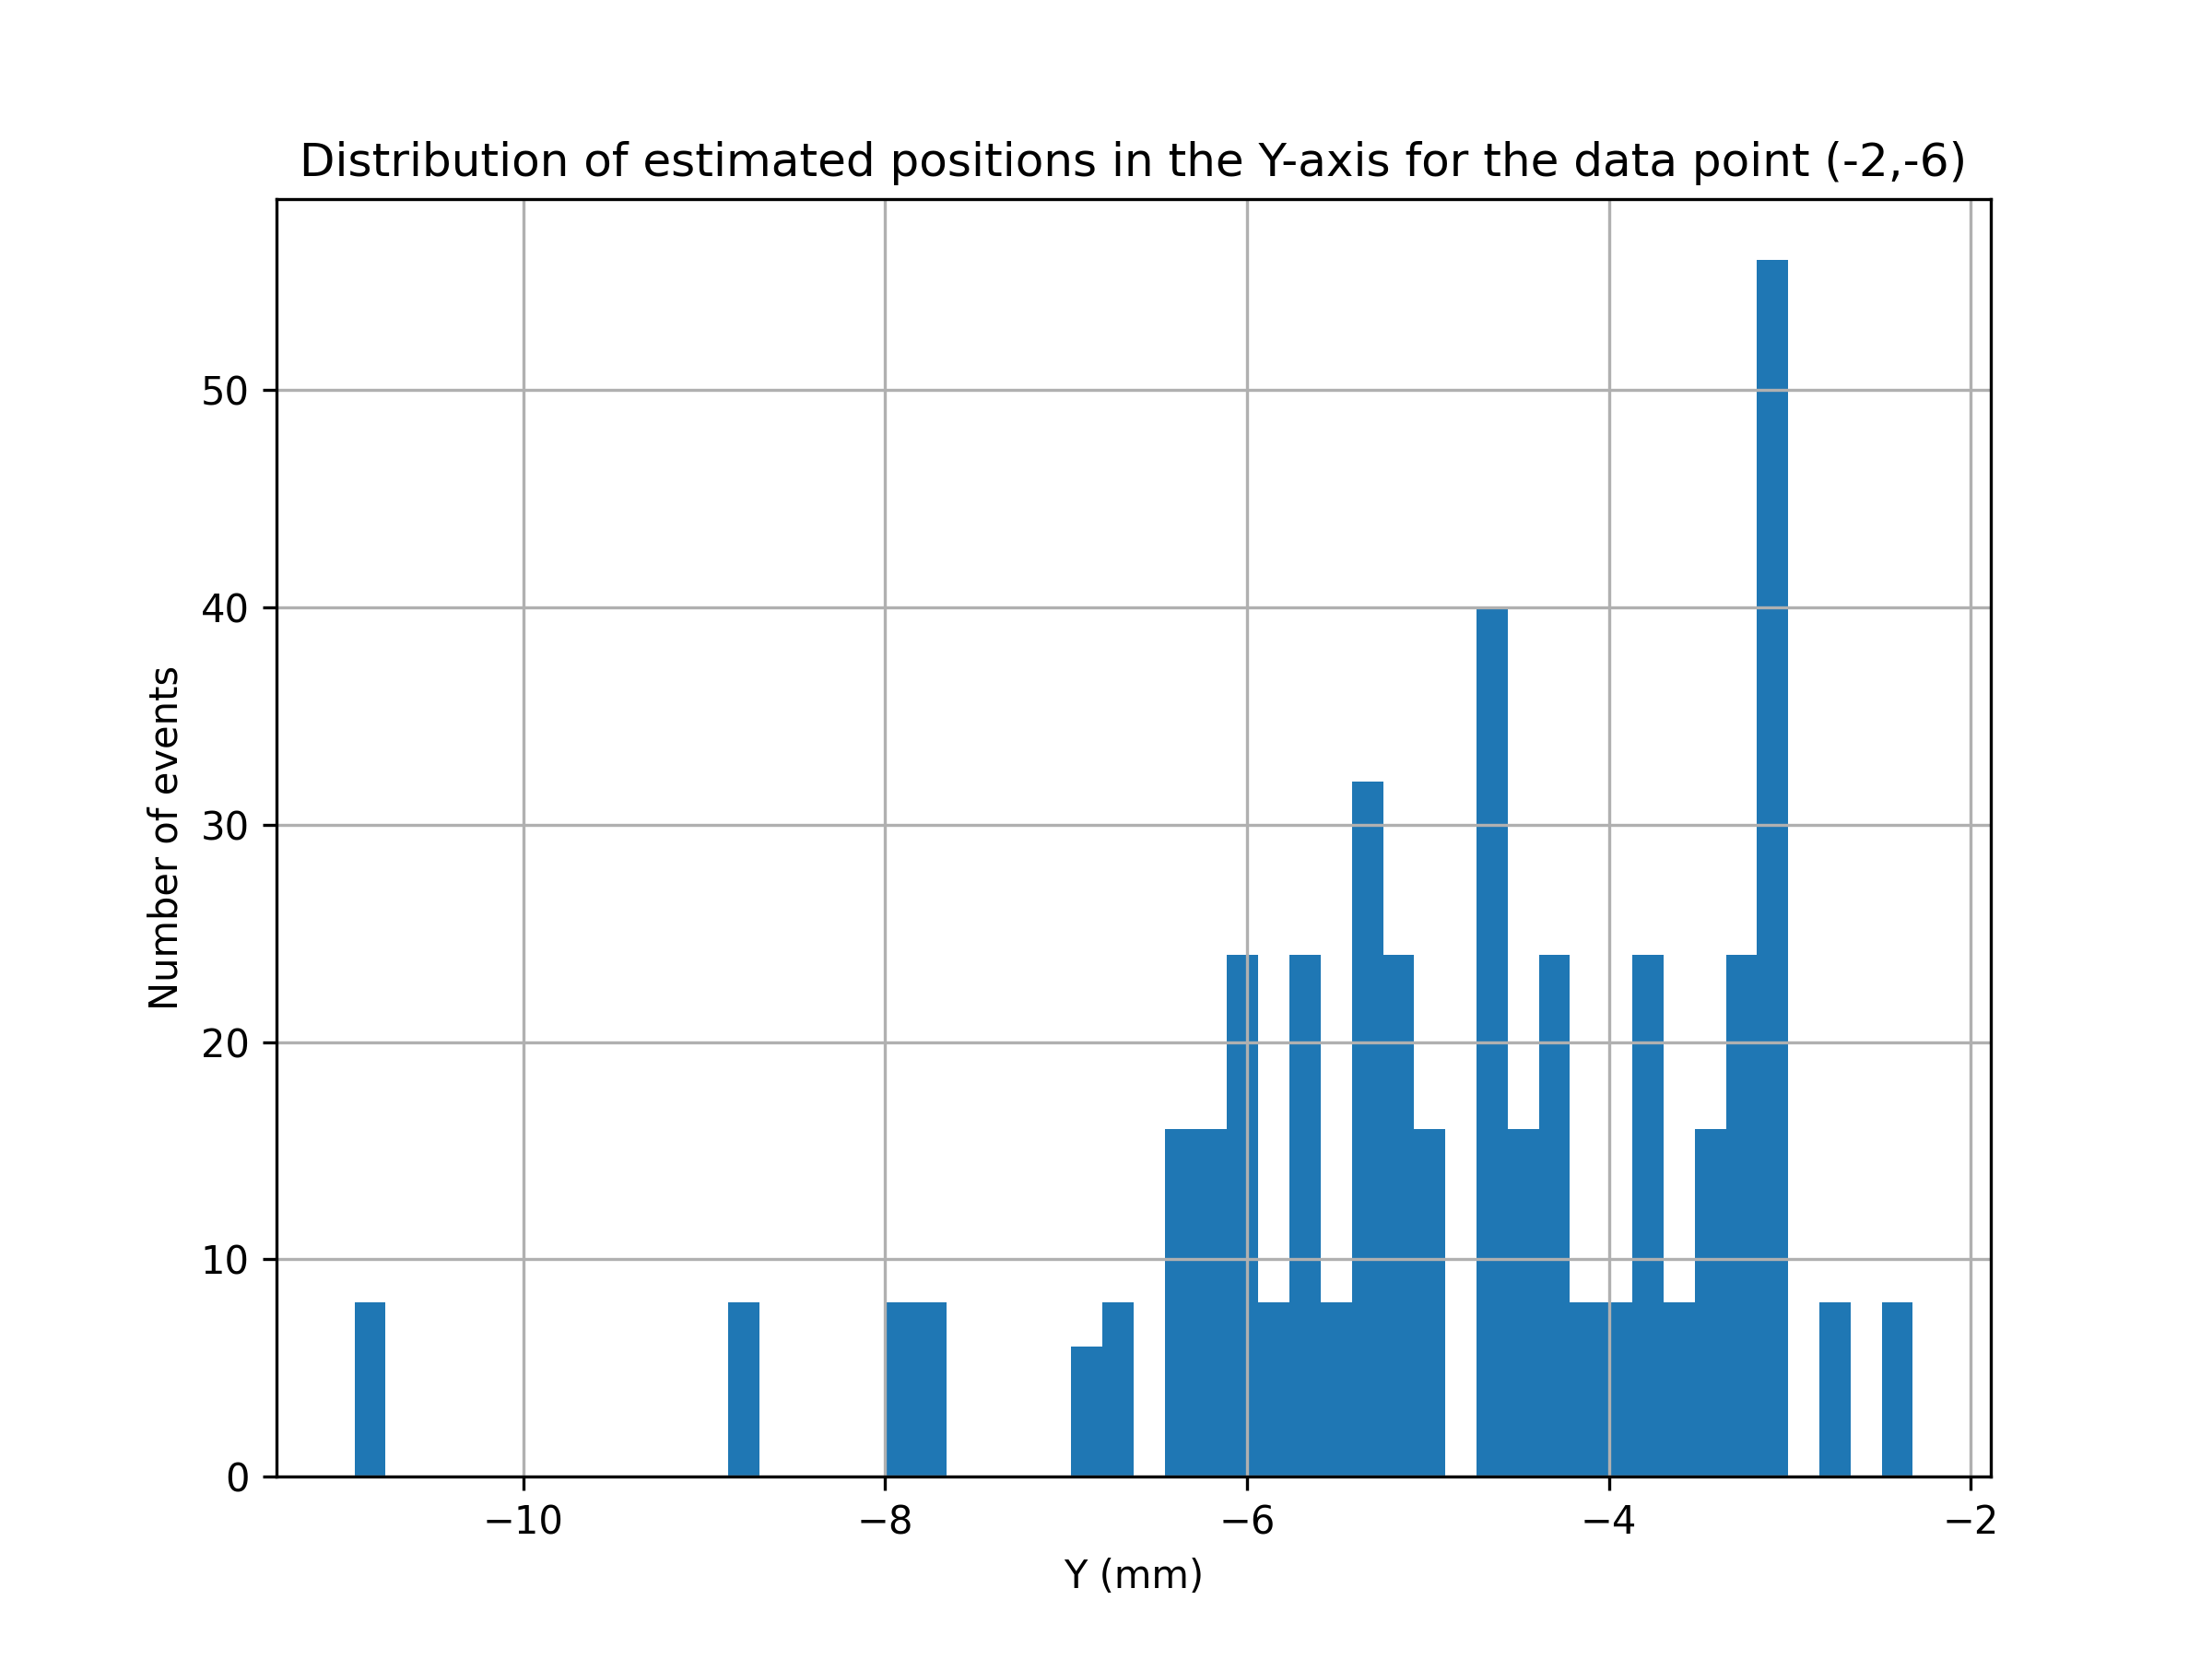 Distribution of estimated positions in the Y-axis for the data point (-2,-6)
Number of events
50
40
30
20
10
0
−10 −8 −6 −4 −2
Y (mm)